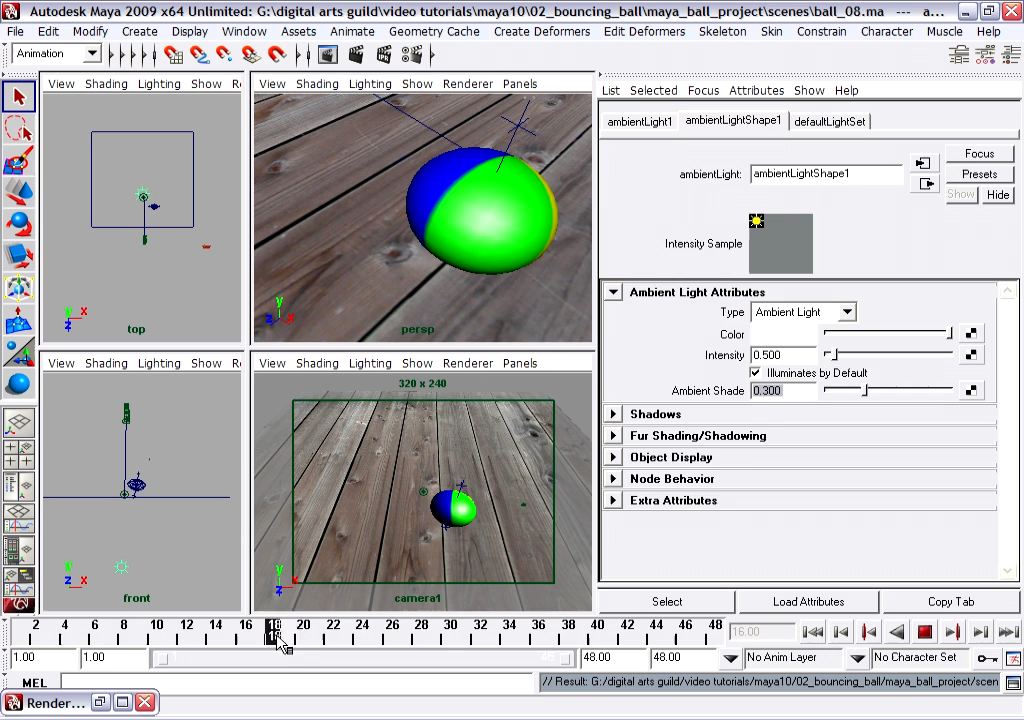 Autodesk Maya 2009 x64 Unlimited: G:\digital arts guild\video tutorials\maya10\02_bouncing_ball\maya_ball_project\scenes\ball_08.ma --- a...
File Edit Modify Create Display Window Assets Animate Geometry Cache Create Deformers Edit Deformers Skeleton Skin Constrain Character Muscle Help
Animation
IPR
View Shading Lighting Show Re
View Shading Lighting Show Renderer Panels
List Selected Focus Attributes Show Help
ambientLight1 ambientLightShape1 defaultLightSet
ambientLight: ambientLightShape1
Focus
Presets
Show Hide
Intensity Sample
Ambient Light Attributes
Type Ambient Light
Color
Intensity 0.500
Illuminates by Default
Ambient Shade 0.300
Shadows
Fur Shading/Shadowing
Object Display
Node Behavior
Extra Attributes
y x z
top
y x z
persp
View Shading Lighting Show Re
View Shading Lighting Show Renderer Panels
320 x 240
y x z
front
y x z
camera1
Select Load Attributes Copy Tab
2 4 6 8 10 12 14 16 18 20 22 24 26 28 30 32 34 36 38 40 42 44 46 48
16.00
1.00 1.00 1 48 48.00 48.00 No Anim Layer No Character Set
MEL // Result: G:/digital arts guild/video tutorials/maya10/02_bouncing_ball/maya_ball_project/scen
Render...